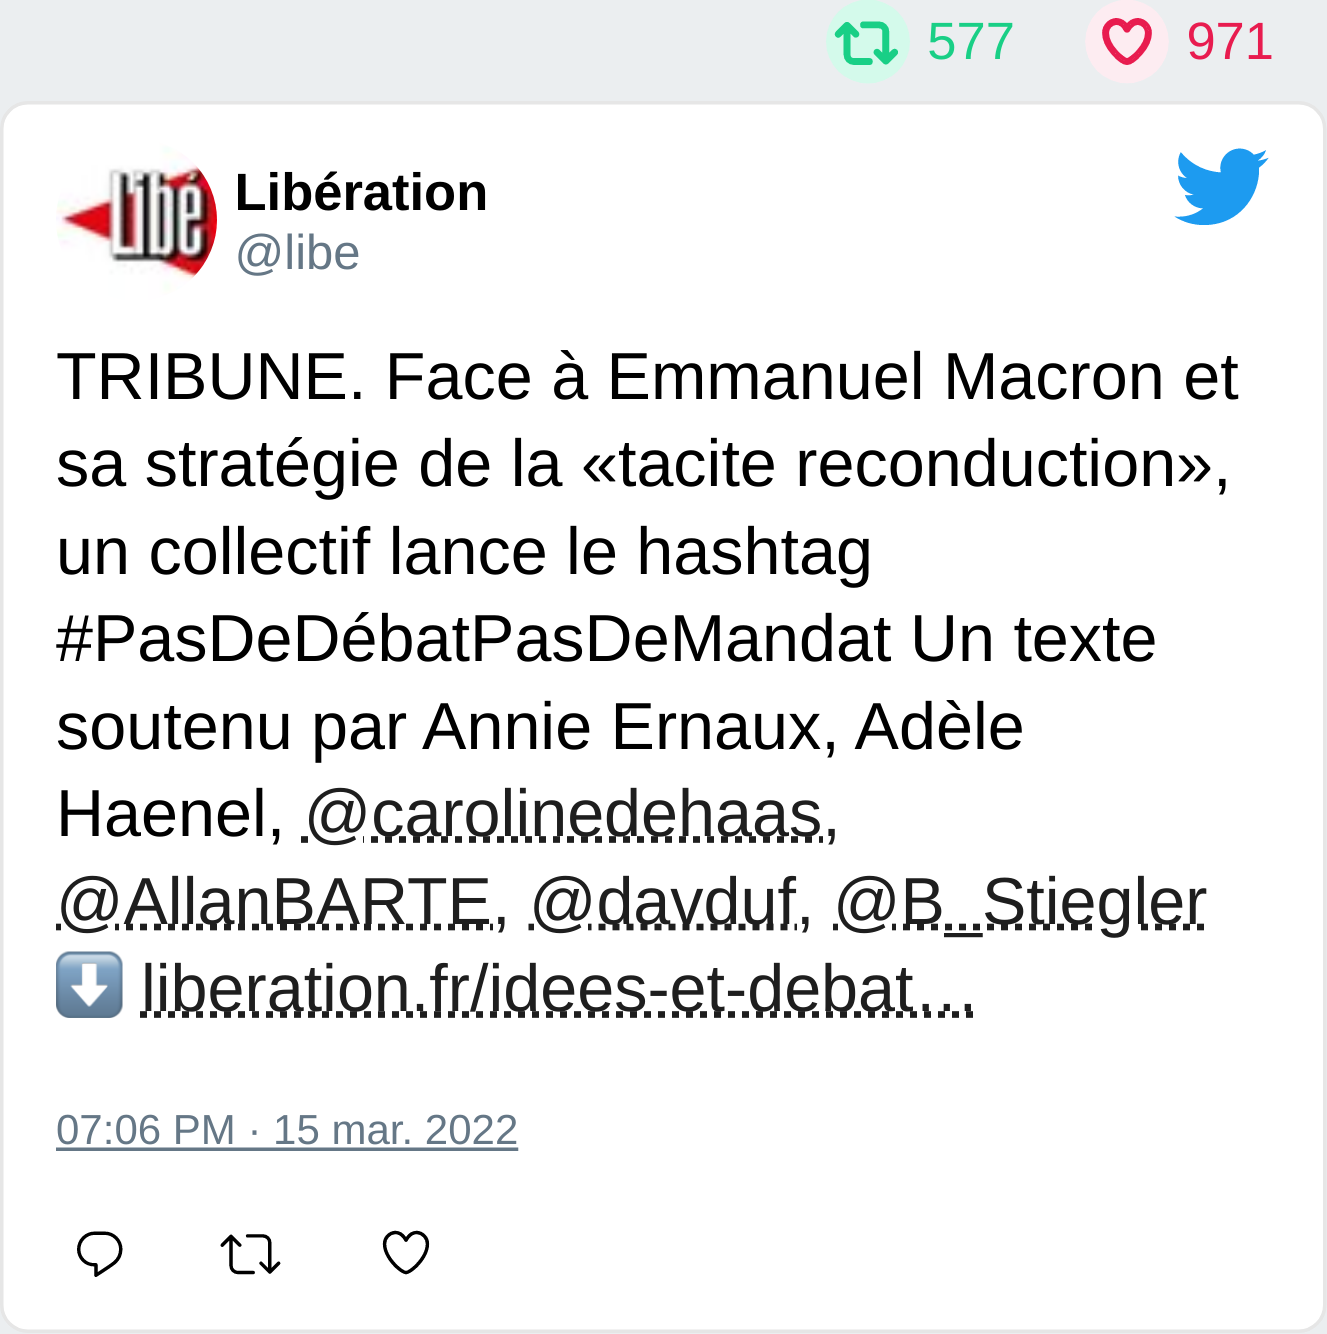 577 971
Libé
Libération
@libe
TRIBUNE. Face à Emmanuel Macron et
sa stratégie de la «tacite reconduction»,
un collectif lance le hashtag
#PasDeDébatPasDeMandat Un texte
soutenu par Annie Ernaux, Adèle
Haenel, @carolinedehaas,
@AllanBARTE, @davduf, @B_Stiegler
⬇️ liberation.fr/idees-et-debat…
07:06 PM · 15 mar. 2022